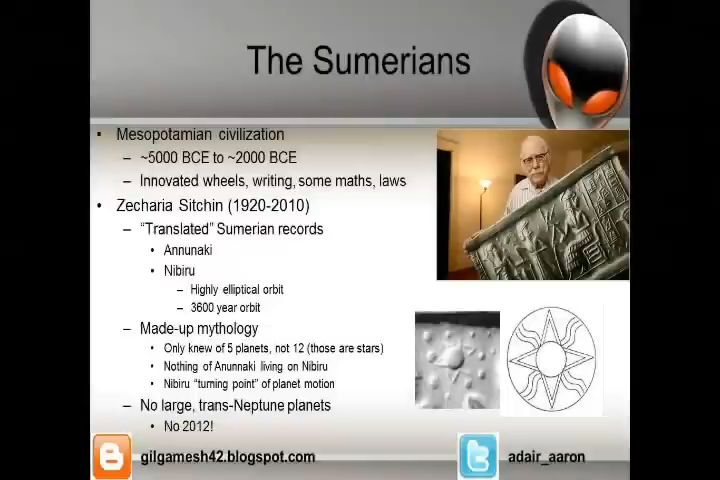 The Sumerians
• Mesopotamian civilization
– ~5000 BCE to ~2000 BCE
– Innovated wheels, writing, some maths, laws
• Zecharia Sitchin (1920-2010)
– “Translated” Sumerian records
• Annunaki
• Nibiru
– Highly elliptical orbit
– 3600 year orbit
– Made-up mythology
• Only knew of 5 planets, not 12 (those are stars)
• Nothing of Anunnaki living on Nibiru
• Nibiru “turning point” of planet motion
– No large, trans-Neptune planets
• No 2012!
gilgamesh42.blogspot.com
adair_aaron